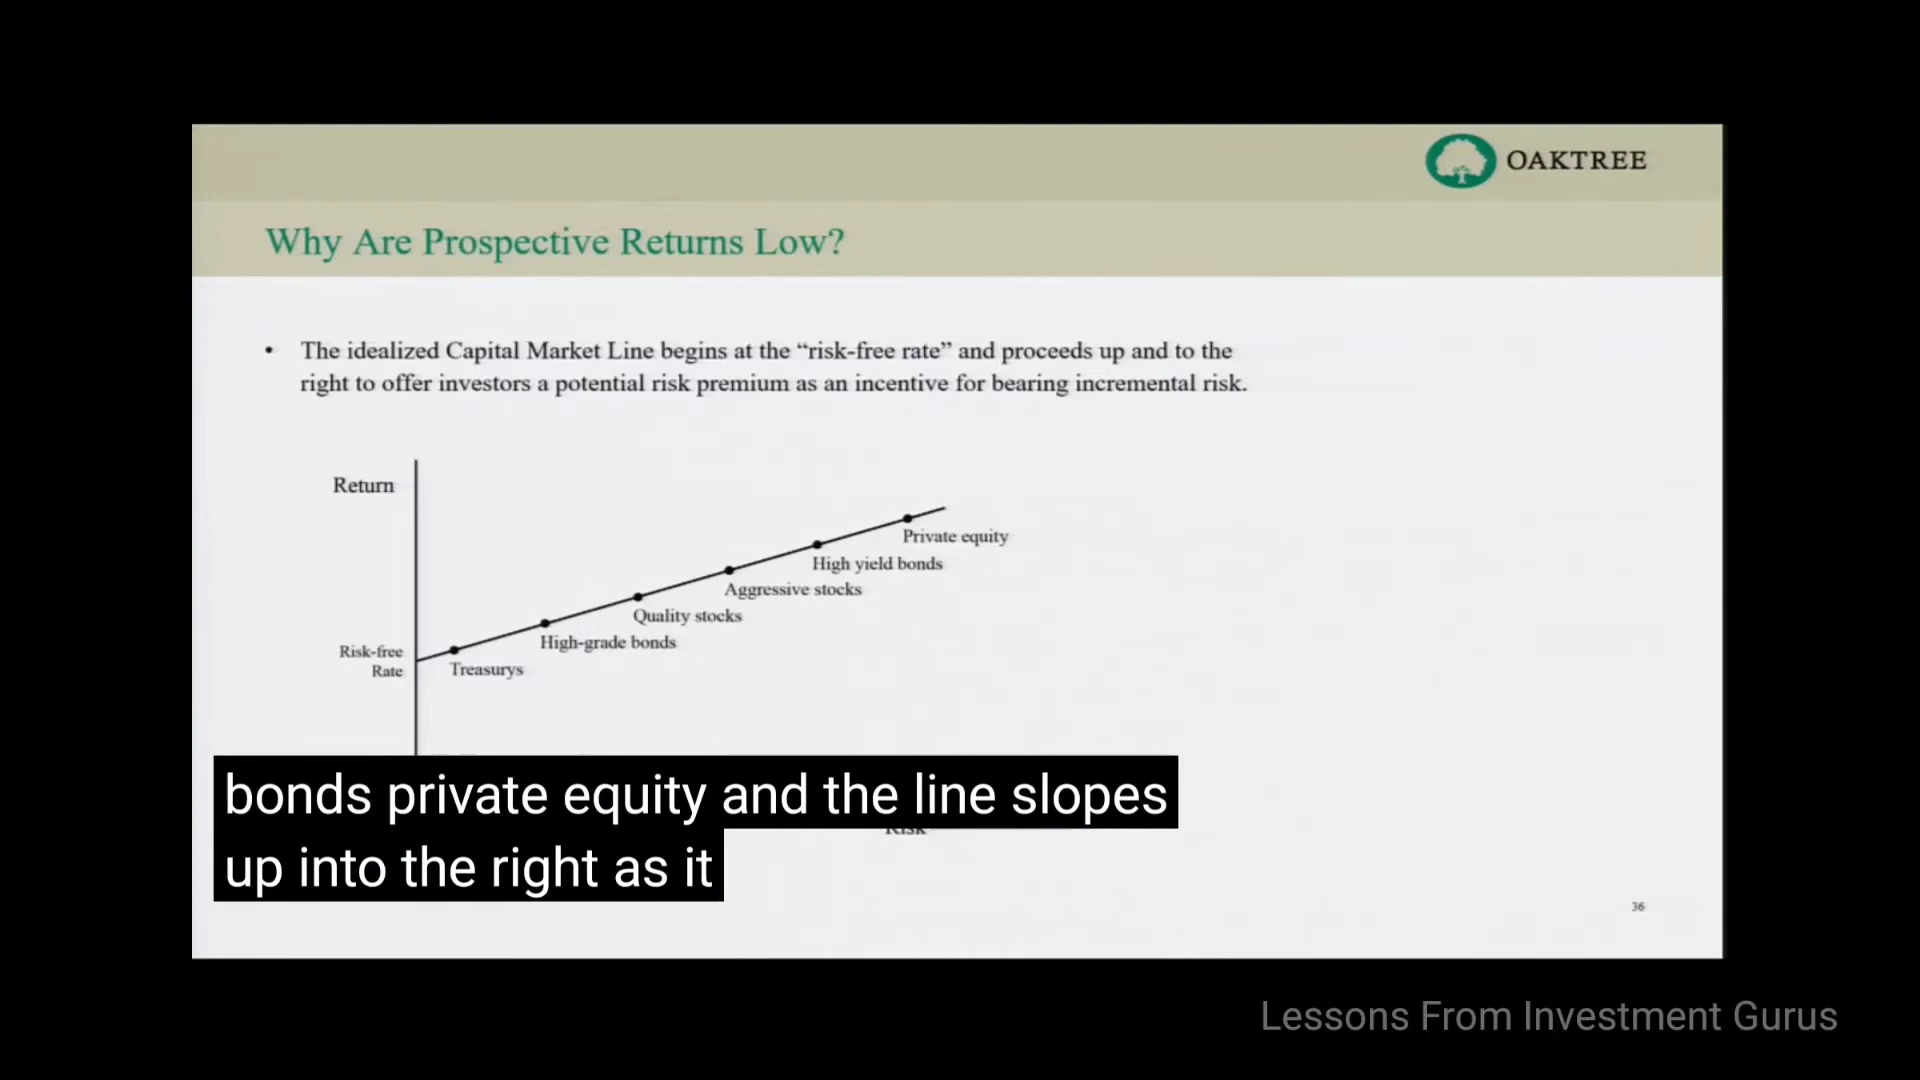 OAKTREE
Why Are Prospective Returns Low?
• The idealized Capital Market Line begins at the “risk-free rate” and proceeds up and to the
right to offer investors a potential risk premium as an incentive for bearing incremental risk.
Return
Private equity
High yield bonds
Aggressive stocks
Quality stocks
High-grade bonds
Risk-free
Rate
Treasurys
bonds private equity and the line slopes
up into the right as it
36
Lessons From Investment Gurus